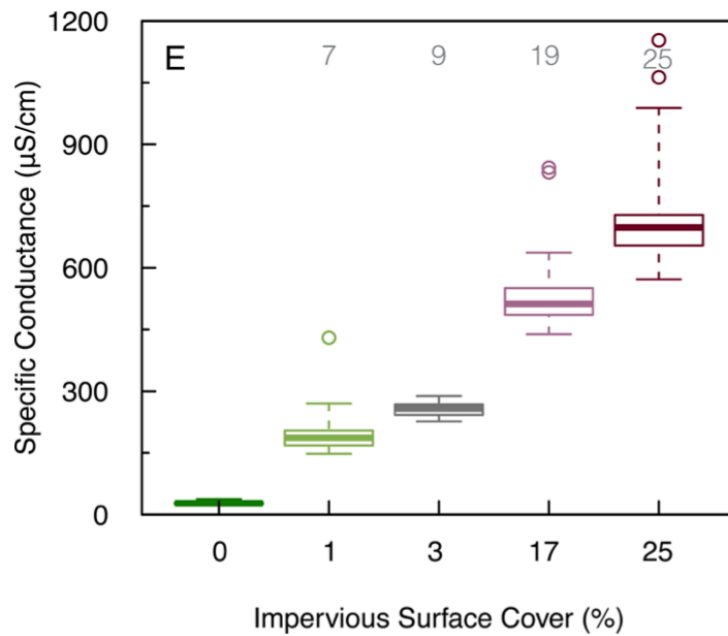 1200
E 7 9 19 25
900
600
300
0
Specific Conductance (µS/cm)
0 1 3 17 25
Impervious Surface Cover (%)